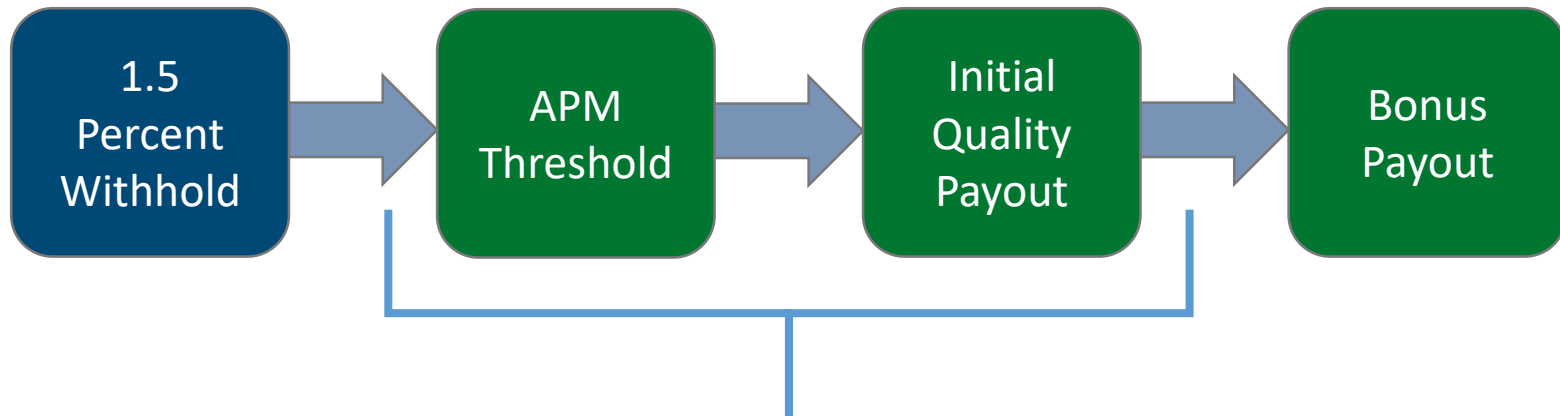 1.5
Percent
Withhold
APM
Threshold
Initial
Quality
Payout
Bonus
Payout